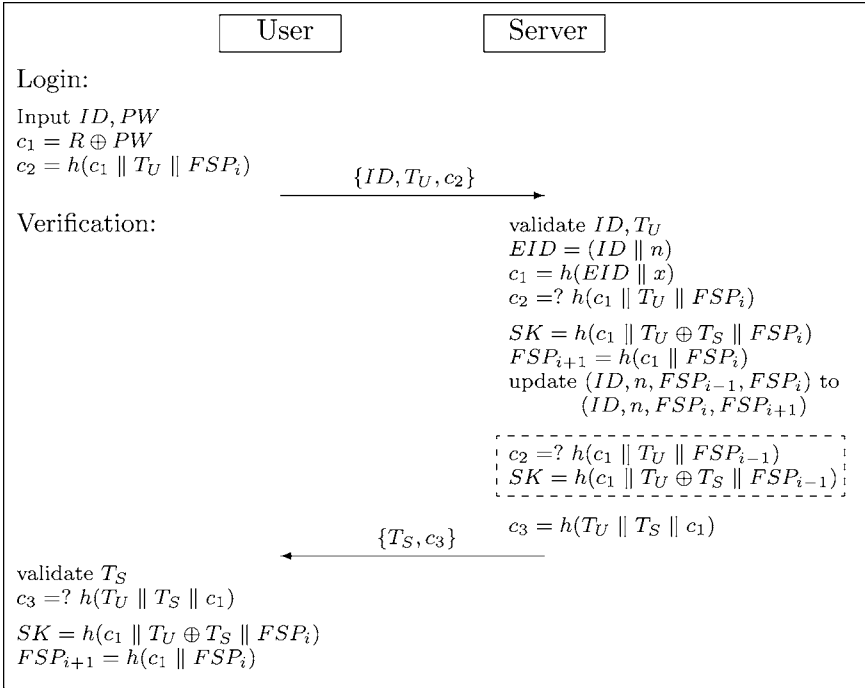 User Server
Login:
Input ID, PW
c₁ = R ⊕ PW
c₂ = h(c₁ ∥ T_U ∥ FSP_i)
{ID, T_U, c₂}
Verification:
validate ID, T_U
EID = (ID ∥ n)
c₁ = h(EID ∥ x)
c₂ =? h(c₁ ∥ T_U ∥ FSP_i)
SK = h(c₁ ∥ T_U ⊕ T_S ∥ FSP_i)
FSP_{i+1} = h(c₁ ∥ FSP_i)
update (ID, n, FSP_{i−1}, FSP_i) to
(ID, n, FSP_i, FSP_{i+1})
c₂ =? h(c₁ ∥ T_U ∥ FSP_{i−1})
SK = h(c₁ ∥ T_U ⊕ T_S ∥ FSP_{i−1})
c₃ = h(T_U ∥ T_S ∥ c₁)
{T_S, c₃}
validate T_S
c₃ =? h(T_U ∥ T_S ∥ c₁)
SK = h(c₁ ∥ T_U ⊕ T_S ∥ FSP_i)
FSP_{i+1} = h(c₁ ∥ FSP_i)